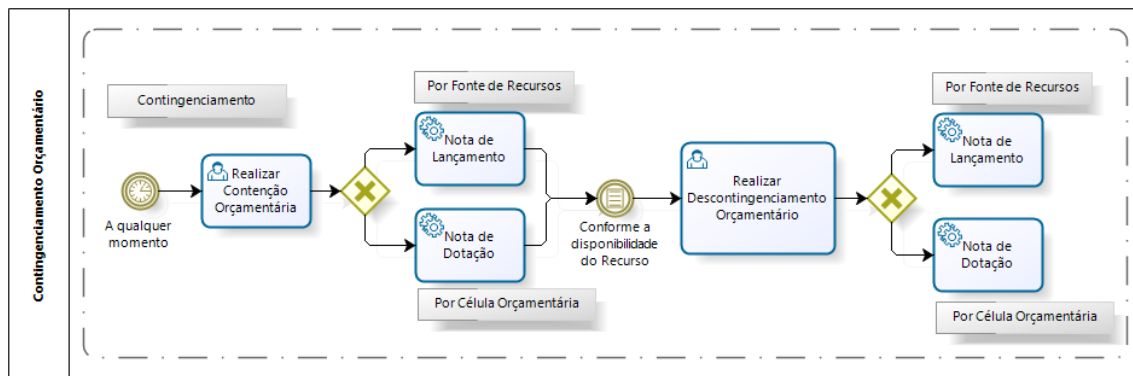 Contingenciamento Orçamentário
Contingenciamento
A qualquer
momento
Realizar
Contenção
Orçamentária
Por Fonte de Recursos
Nota de
Lançamento
Nota de
Dotação
Por Célula Orçamentária
Conforme a
disponibilidade
do Recurso
Realizar
Descontingenciamento
Orçamentário
Por Fonte de Recursos
Nota de
Lançamento
Nota de
Dotação
Por Célula Orçamentária